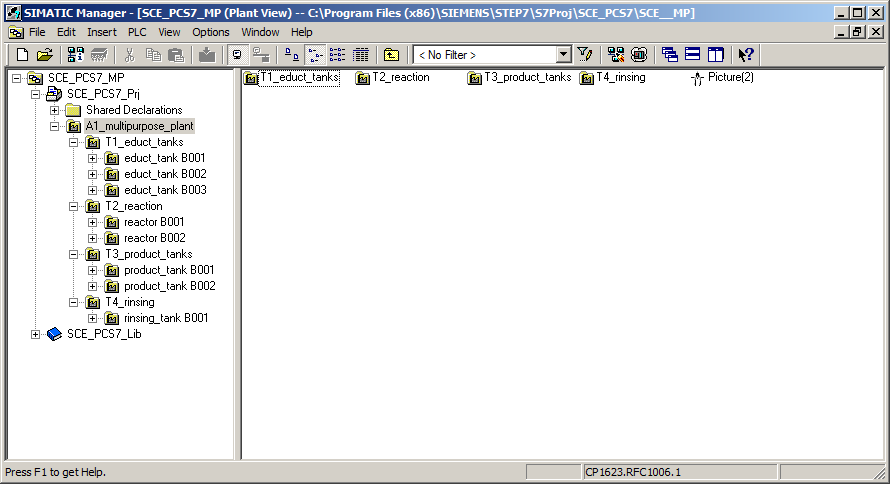 SIMATIC Manager - [SCE_PCS7_MP (Plant View) -- C:\Program Files (x86)\SIEMENS\STEP7\S7Proj\SCE_PCS7\SCE__MP]
File Edit Insert PLC View Options Window Help
< No Filter >
SCE_PCS7_MP
SCE_PCS7_Prj
Shared Declarations
A1_multipurpose_plant
T1_educt_tanks
educt_tank B001
educt_tank B002
educt_tank B003
T2_reaction
reactor B001
reactor B002
T3_product_tanks
product_tank B001
product_tank B002
T4_rinsing
rinsing_tank B001
SCE_PCS7_Lib
T1_educt_tanks T2_reaction T3_product_tanks T4_rinsing Picture(2)
Press F1 to get Help. CP1623.RFC1006.1